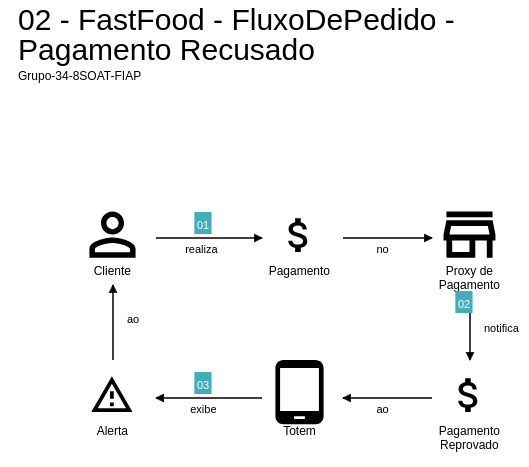 02 - FastFood - FluxoDePedido -
Pagamento Recusado
Grupo-34-8SOAT-FIAP
01
realiza
no
Cliente
Pagamento
Proxy de
Pagamento
02
notifica
ao
03
exibe
ao
Alerta
Totem
Pagamento
Reprovado